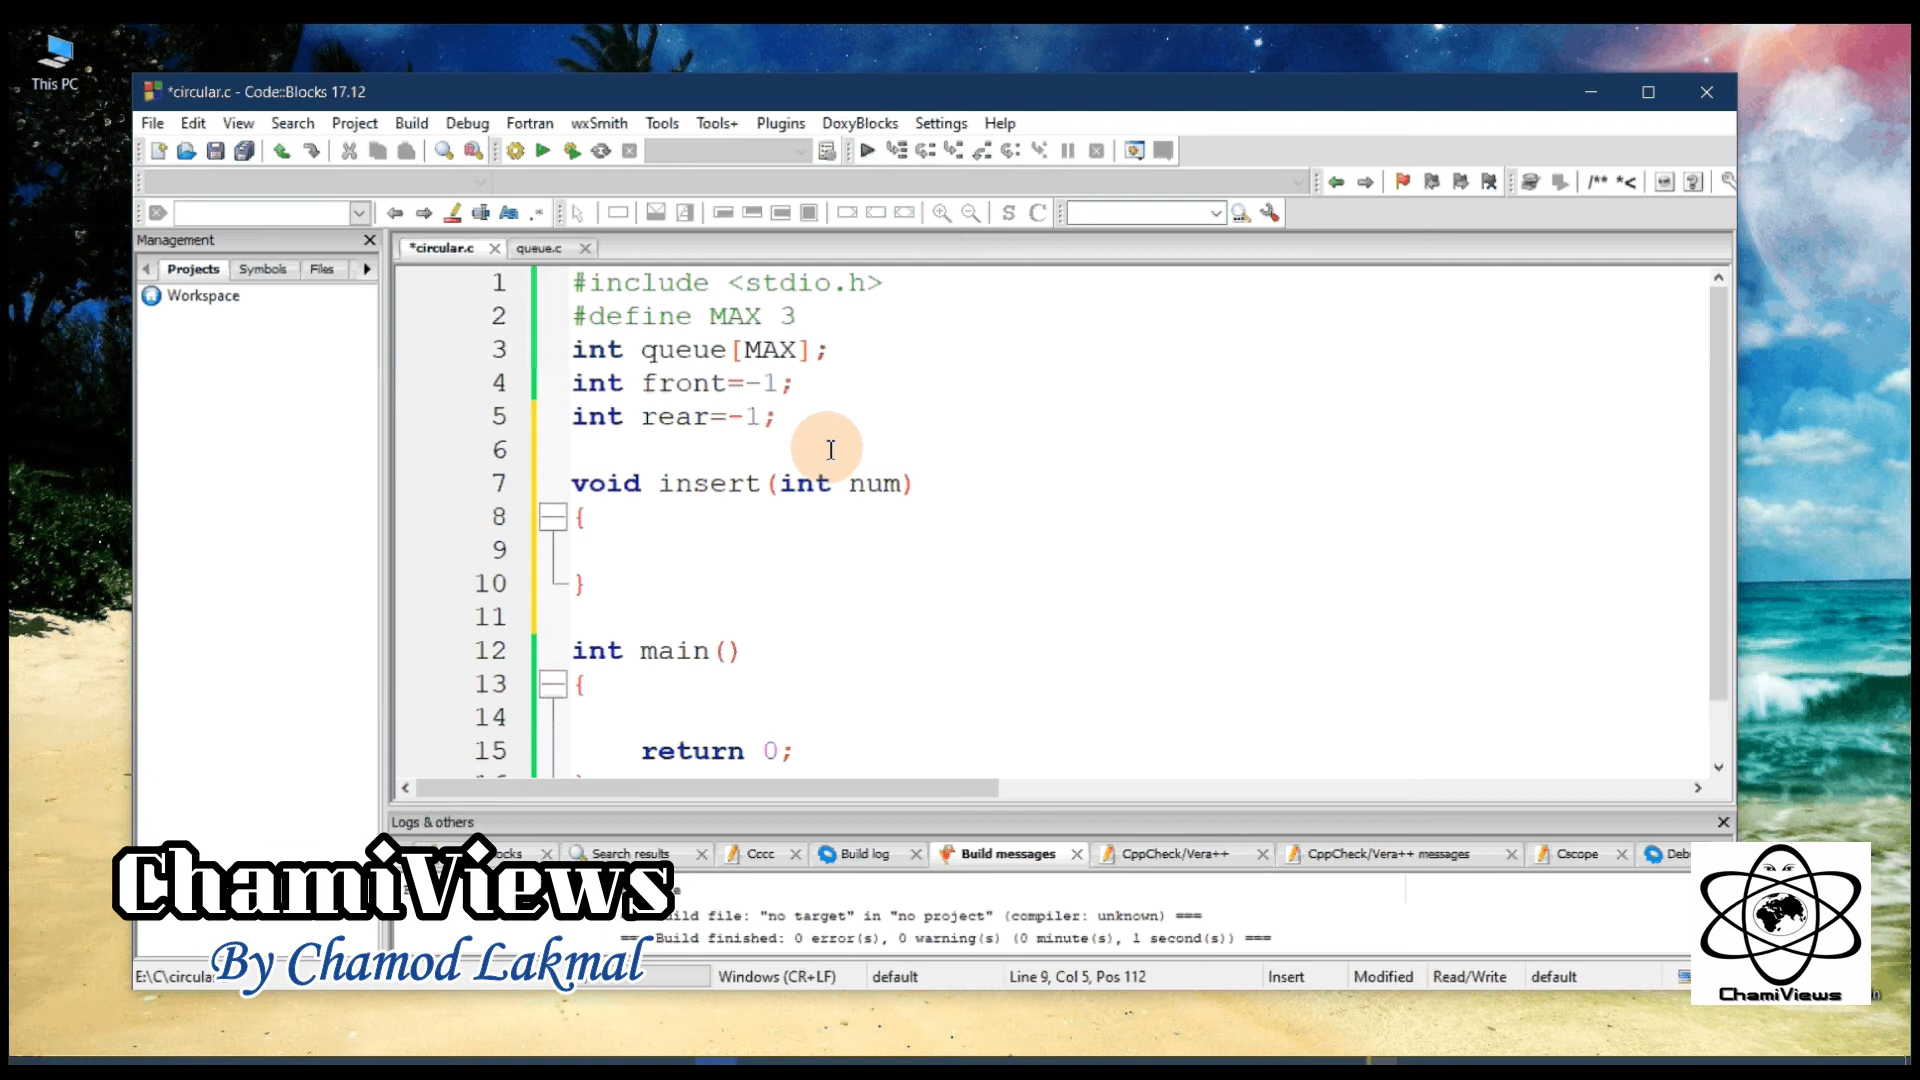 This PC
*circular.c - Code::Blocks 17.12
File Edit View Search Project Build Debug Fortran wxSmith Tools Tools+ Plugins DoxyBlocks Settings Help
/** *<
.*
S C
Management
Projects Symbols Files
Workspace
*circular.c queue.c
1 #include <stdio.h>
2 #define MAX 3
3 int queue[MAX];
4 int front=-1;
5 int rear=-1;
6
7 void insert(int num)
8 {
9
10 }
11
12 int main()
13 {
14
15 return 0;
Logs & others
ocks Search results Cccc Build log Build messages CppCheck/Vera++ CppCheck/Vera++ messages Cscope Deb
uild file: "no target" in "no project" (compiler: unknown) ===
=== Build finished: 0 error(s), 0 warning(s) (0 minute(s), 1 second(s)) ===
E:\C\circula Windows (CR+LF) default Line 9, Col 5, Pos 112 Insert Modified Read/Write default
ChamiViews
By Chamod Lakmal
ChamiViews